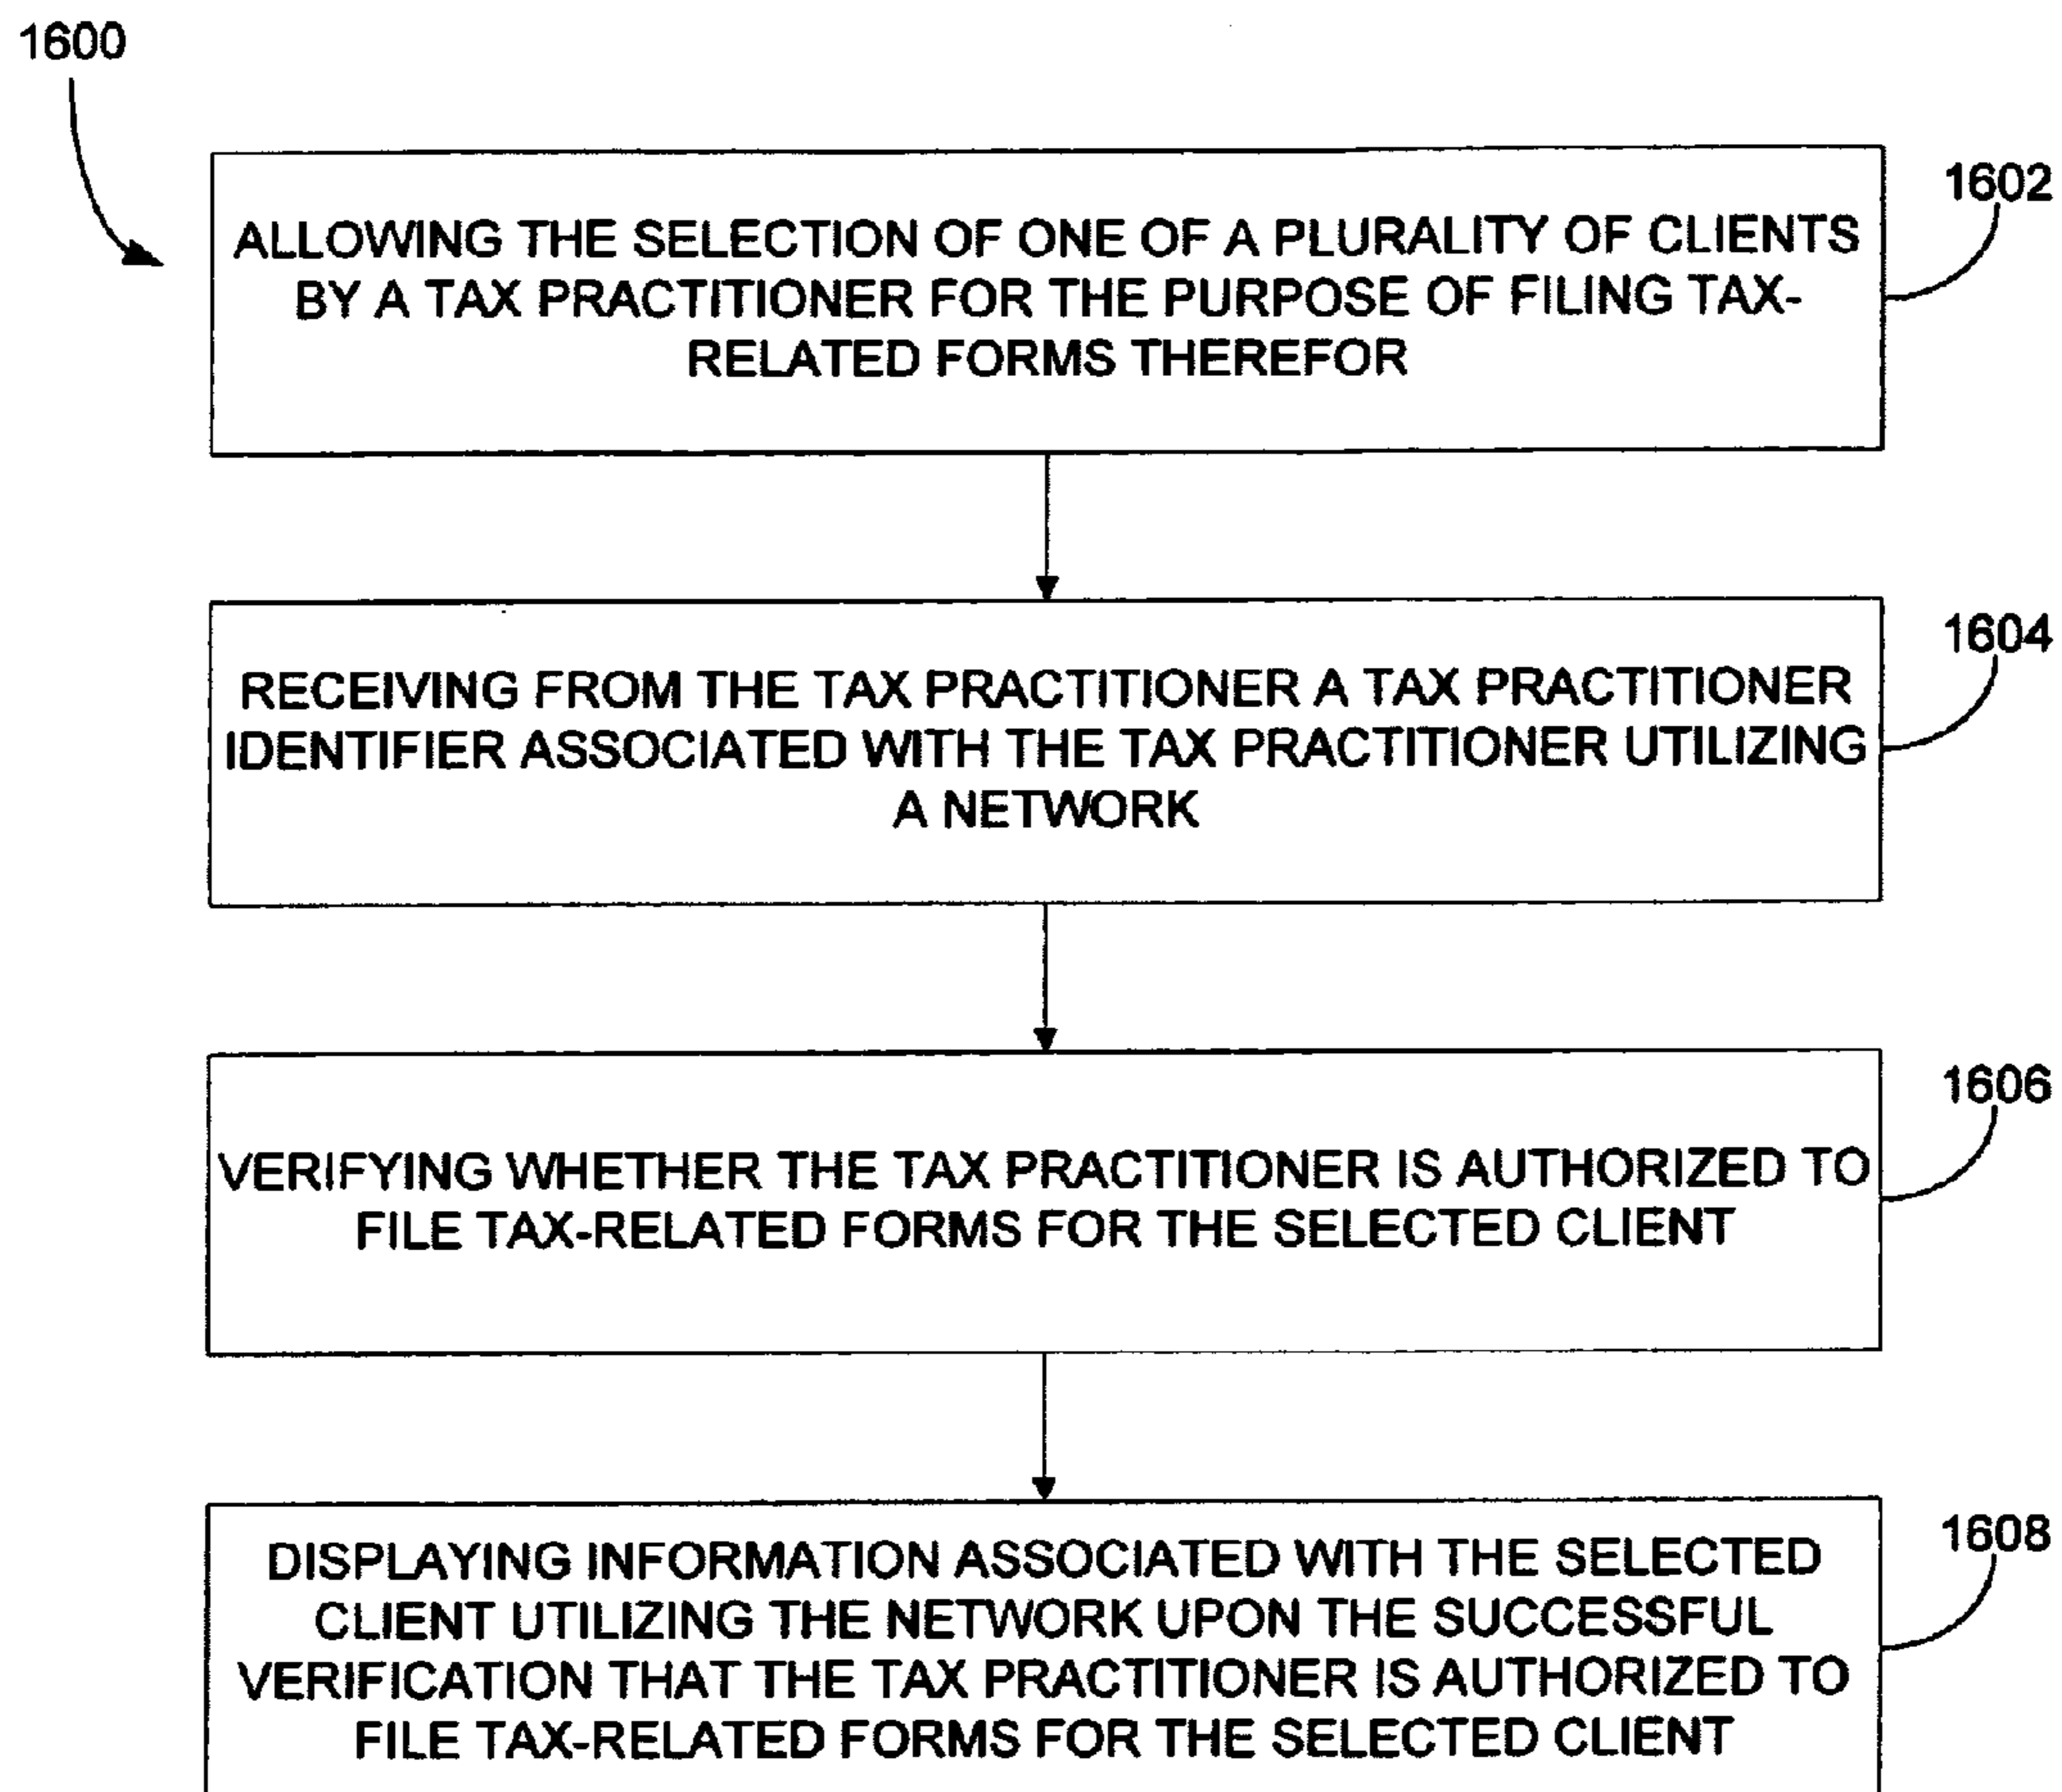 1600
1602
ALLOWING THE SELECTION OF ONE OF A PLURALITY OF CLIENTS
BY A TAX PRACTITIONER FOR THE PURPOSE OF FILING TAX-
RELATED FORMS THEREFOR
1604
RECEIVING FROM THE TAX PRACTITIONER A TAX PRACTITIONER
IDENTIFIER ASSOCIATED WITH THE TAX PRACTITIONER UTILIZING
A NETWORK
1606
VERIFYING WHETHER THE TAX PRACTITIONER IS AUTHORIZED TO
FILE TAX-RELATED FORMS FOR THE SELECTED CLIENT
1608
DISPLAYING INFORMATION ASSOCIATED WITH THE SELECTED
CLIENT UTILIZING THE NETWORK UPON THE SUCCESSFUL
VERIFICATION THAT THE TAX PRACTITIONER IS AUTHORIZED TO
FILE TAX-RELATED FORMS FOR THE SELECTED CLIENT